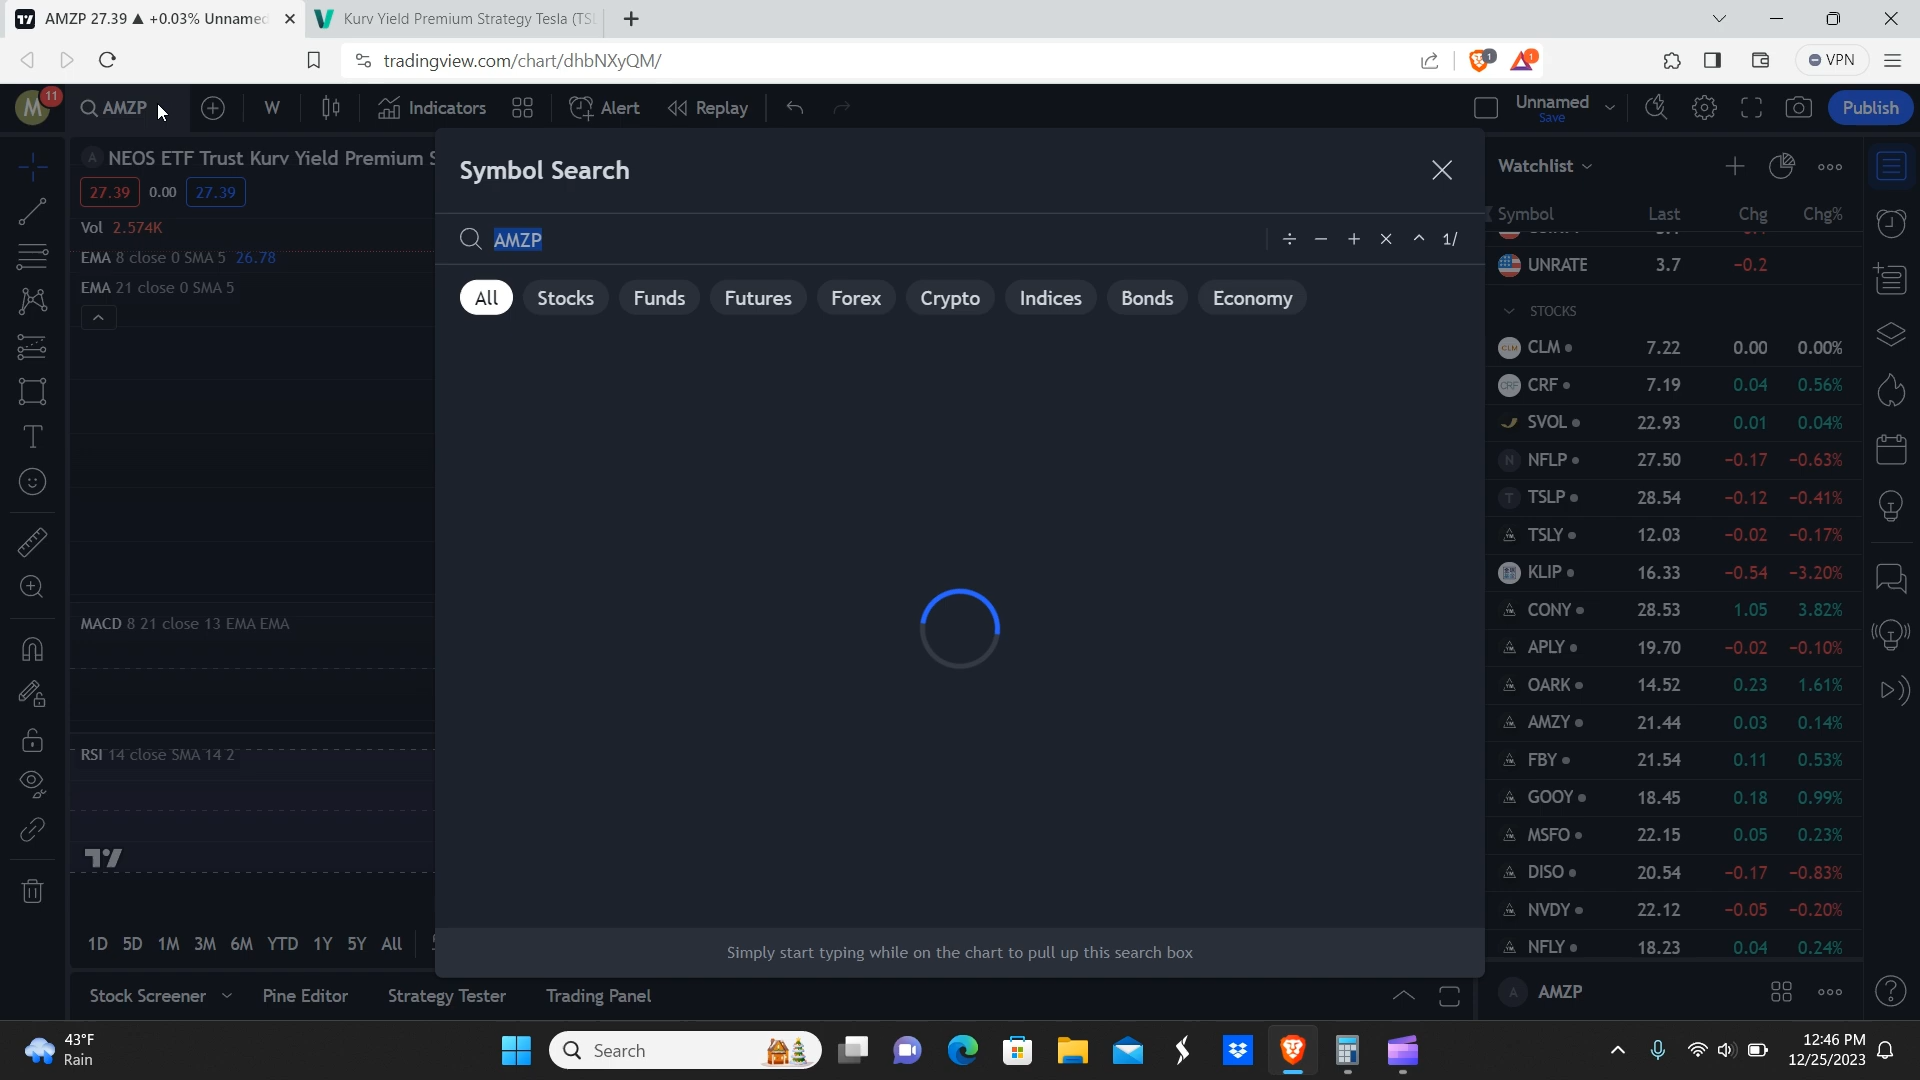 AMZP 27.39 ▲ +0.03% Unname
Kurv Yield Premium Strategy Tesla (TSL
tradingview.com/chart/dhbNXyQM/
1
1
VPN
M
11
AMZP
W
Indicators
Alert
Replay
Unnamed
Save
Publish
A NEOS ETF Trust Kurv Yield Premium S
27.39 0.00 27.39
Vol 2.574K
EMA 8 close 0 SMA 5 26.78
EMA 21 close 0 SMA 5
MACD 8 21 close 13 EMA EMA
RSI 14 close SMA 14 2
1D 5D 1M 3M 6M YTD 1Y 5Y All
Symbol Search
AMZP
÷ − + × ^ 1/
All Stocks Funds Futures Forex Crypto Indices Bonds Economy
Simply start typing while on the chart to pull up this search box
Watchlist
Symbol Last Chg Chg%
UNRATE 3.7 −0.2
STOCKS
CLM 7.22 0.00 0.00%
CRF 7.19 0.04 0.56%
SVOL 22.93 0.01 0.04%
N NFLP 27.50 −0.17 −0.63%
T TSLP 28.54 −0.12 −0.41%
TSLY 12.03 −0.02 −0.17%
KLIP 16.33 −0.54 −3.20%
CONY 28.53 1.05 3.82%
APLY 19.70 −0.02 −0.10%
OARK 14.52 0.23 1.61%
AMZY 21.44 0.03 0.14%
FBY 21.54 0.11 0.53%
GOOY 18.45 0.18 0.99%
MSFO 22.15 0.05 0.23%
DISO 20.54 −0.17 −0.83%
NVDY 22.12 −0.05 −0.20%
NFLY 18.23 0.04 0.24%
A AMZP
Stock Screener Pine Editor Strategy Tester Trading Panel
43°F
Rain
Search
12:46 PM
12/25/2023